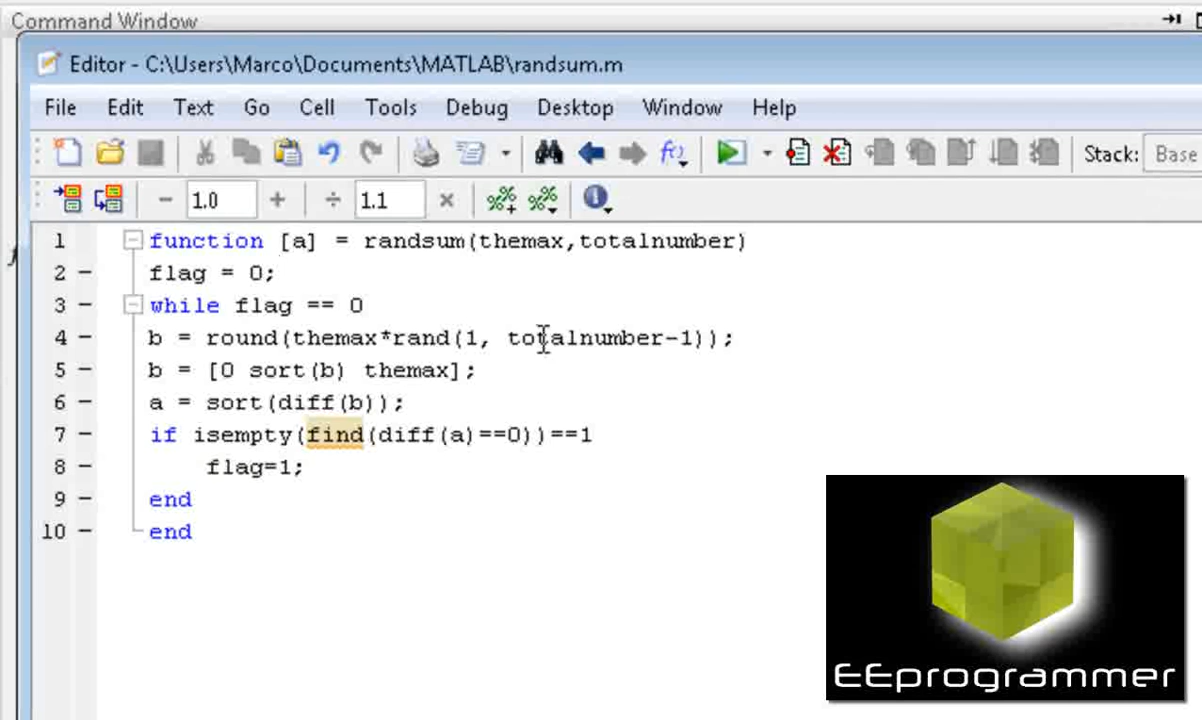 Command Window
Editor - C:\Users\Marco\Documents\MATLAB\randsum.m
File Edit Text Go Cell Tools Debug Desktop Window Help
Stack: Base
1.0 1.1
1 function [a] = randsum(themax,totalnumber)
2 - flag = 0;
3 - while flag == 0
4 - b = round(themax*rand(1, totalnumber-1));
5 - b = [0 sort(b) themax];
6 - a = sort(diff(b));
7 - if isempty(find(diff(a)==0))==1
8 - flag=1;
9 - end
10 - end
EEprogrammer